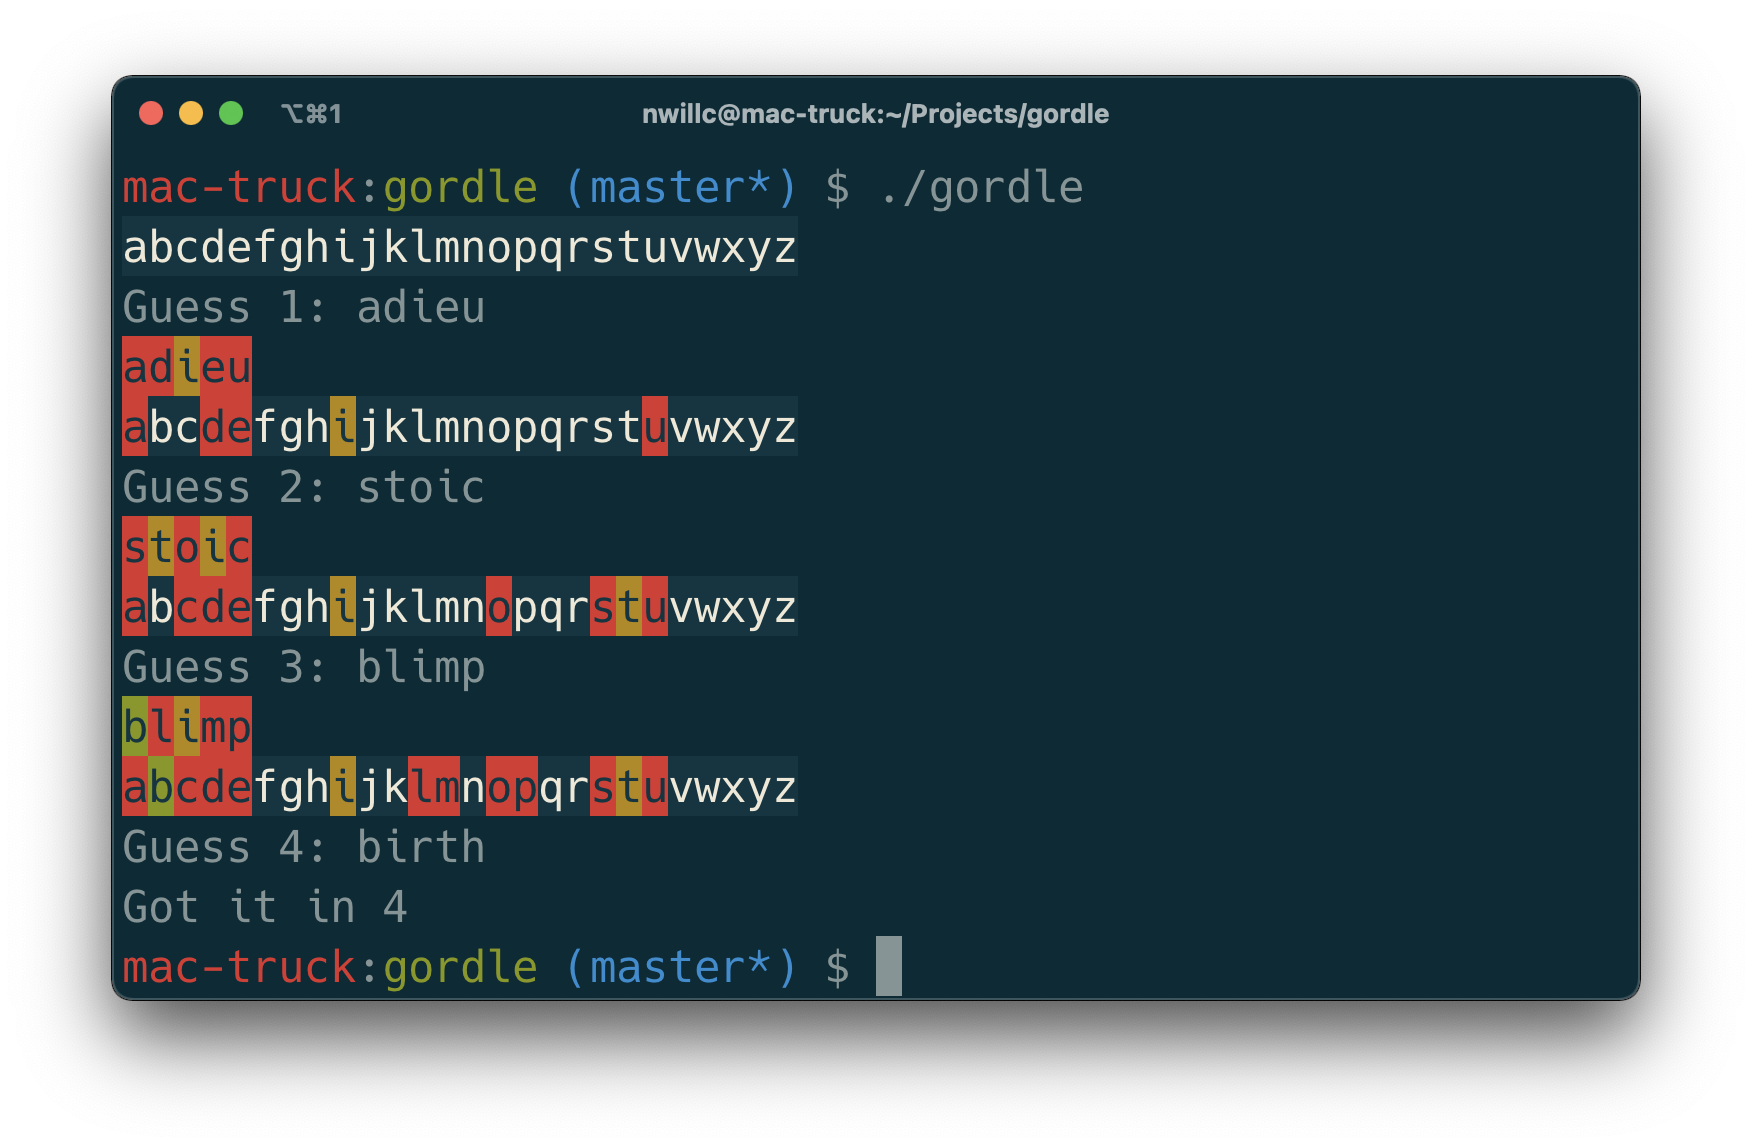 ⌥⌘1 nwillc@mac-truck:~/Projects/gordle
mac-truck:gordle (master*) $ ./gordle
abcdefghijklmnopqrstuvwxyz
Guess 1: adieu
adieu
abcdefghijklmnopqrstuvwxyz
Guess 2: stoic
stoic
abcdefghijklmnopqrstuvwxyz
Guess 3: blimp
blimp
abcdefghijklmnopqrstuvwxyz
Guess 4: birth
Got it in 4
mac-truck:gordle (master*) $